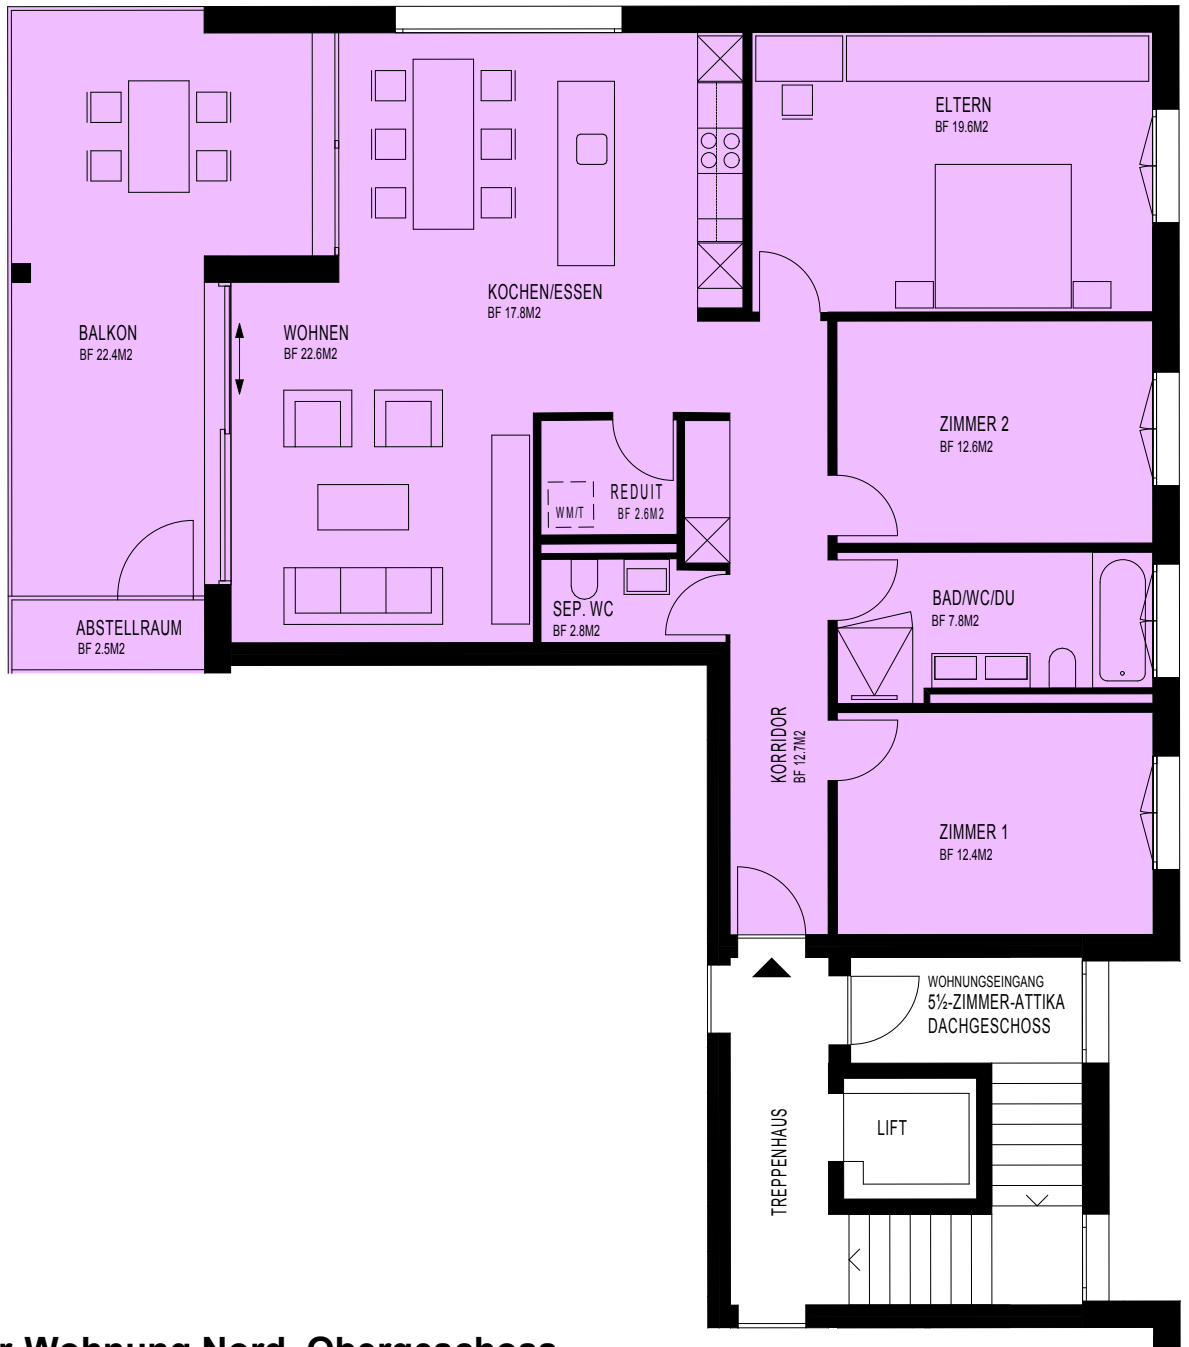 ELTERN
BF 19.6M2
KOCHEN/ESSEN
BF 17.8M2
BALKON
BF 22.4M2
WOHNEN
BF 22.6M2
ZIMMER 2
BF 12.6M2
REDUIT
BF 2.6M2
WM/T
SEP. WC
BF 2.8M2
BAD/WC/DU
BF 7.8M2
ABSTELLRAUM
BF 2.5M2
KORRIDOR
BF 12.7M2
ZIMMER 1
BF 12.4M2
WOHNUNGSEINGANG
5½-ZIMMER-ATTIKA
DACHGESCHOSS
LIFT
TREPPENHAUS
r-Wohnung Nord, Obergeschoss